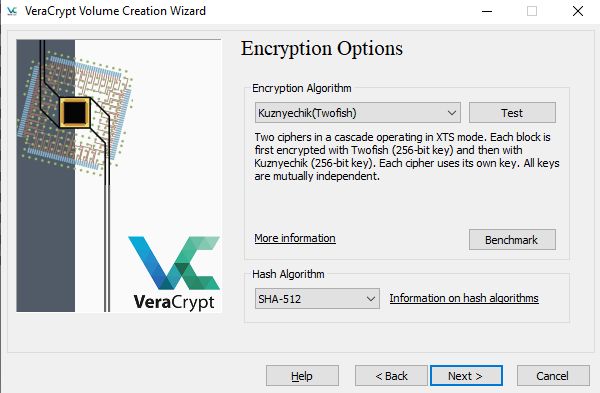 VeraCrypt Volume Creation Wizard
Encryption Options
Encryption Algorithm
Kuznyechik(Twofish)
Test
Two ciphers in a cascade operating in XTS mode. Each block is
first encrypted with Twofish (256-bit key) and then with
Kuznyechik (256-bit key). Each cipher uses its own key. All keys
are mutually independent.
More information
Benchmark
VeraCrypt
Hash Algorithm
SHA-512
Information on hash algorithms
Help
< Back
Next >
Cancel